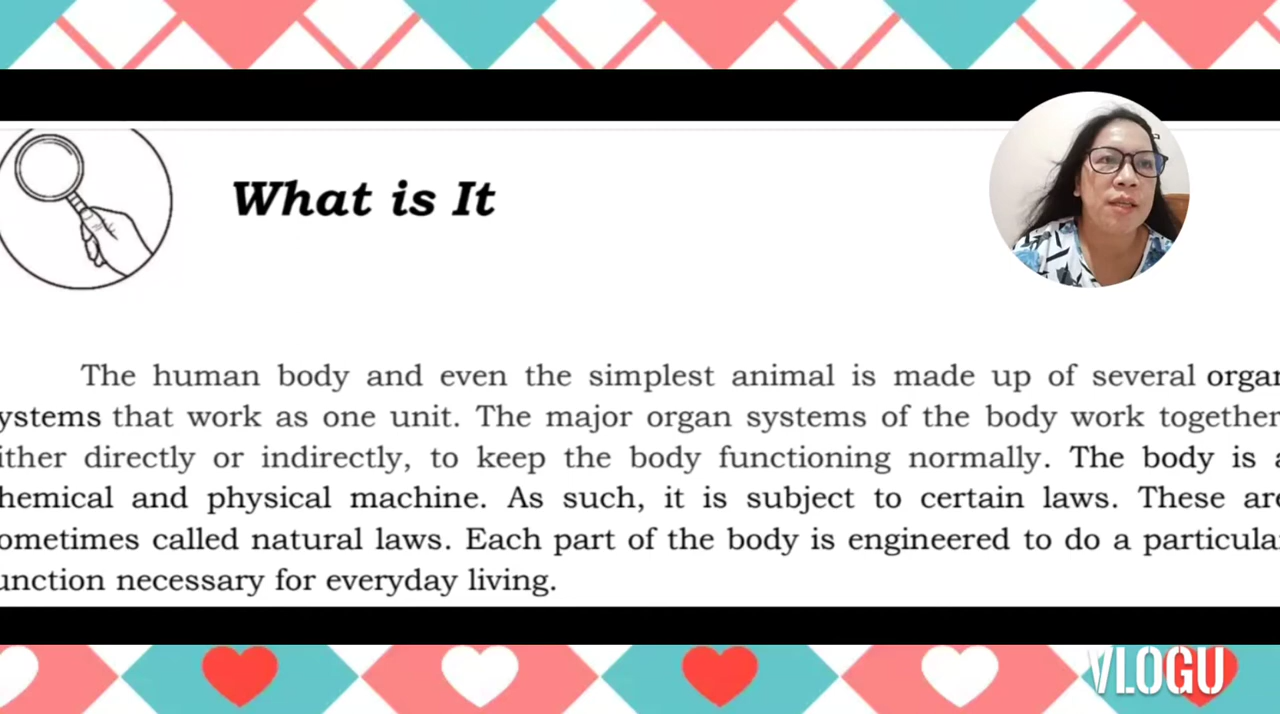 What is It
The human body and even the simplest animal is made up of several organ
ystems that work as one unit. The major organ systems of the body work together
ither directly or indirectly, to keep the body functioning normally. The body is a
hemical and physical machine. As such, it is subject to certain laws. These are
ometimes called natural laws. Each part of the body is engineered to do a particular
unction necessary for everyday living.
VLOGU